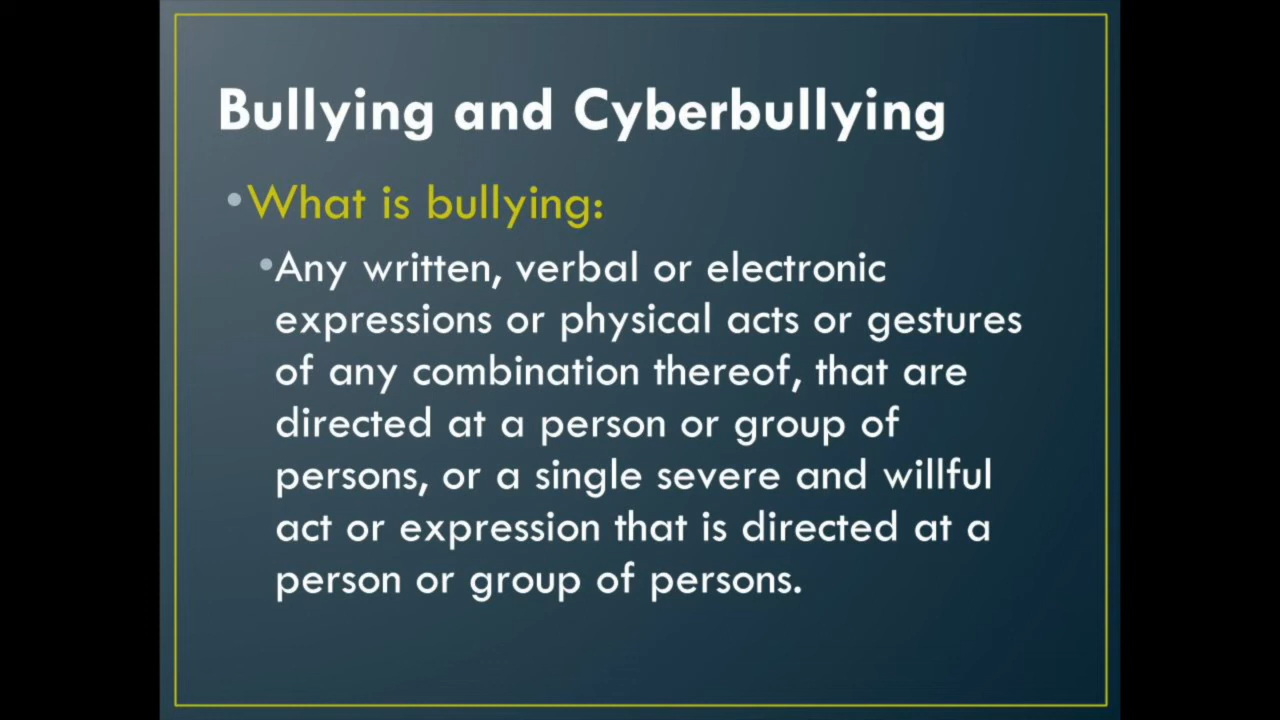 Bullying and Cyberbullying
•What is bullying:
•Any written, verbal or electronic
expressions or physical acts or gestures
of any combination thereof, that are
directed at a person or group of
persons, or a single severe and willful
act or expression that is directed at a
person or group of persons.